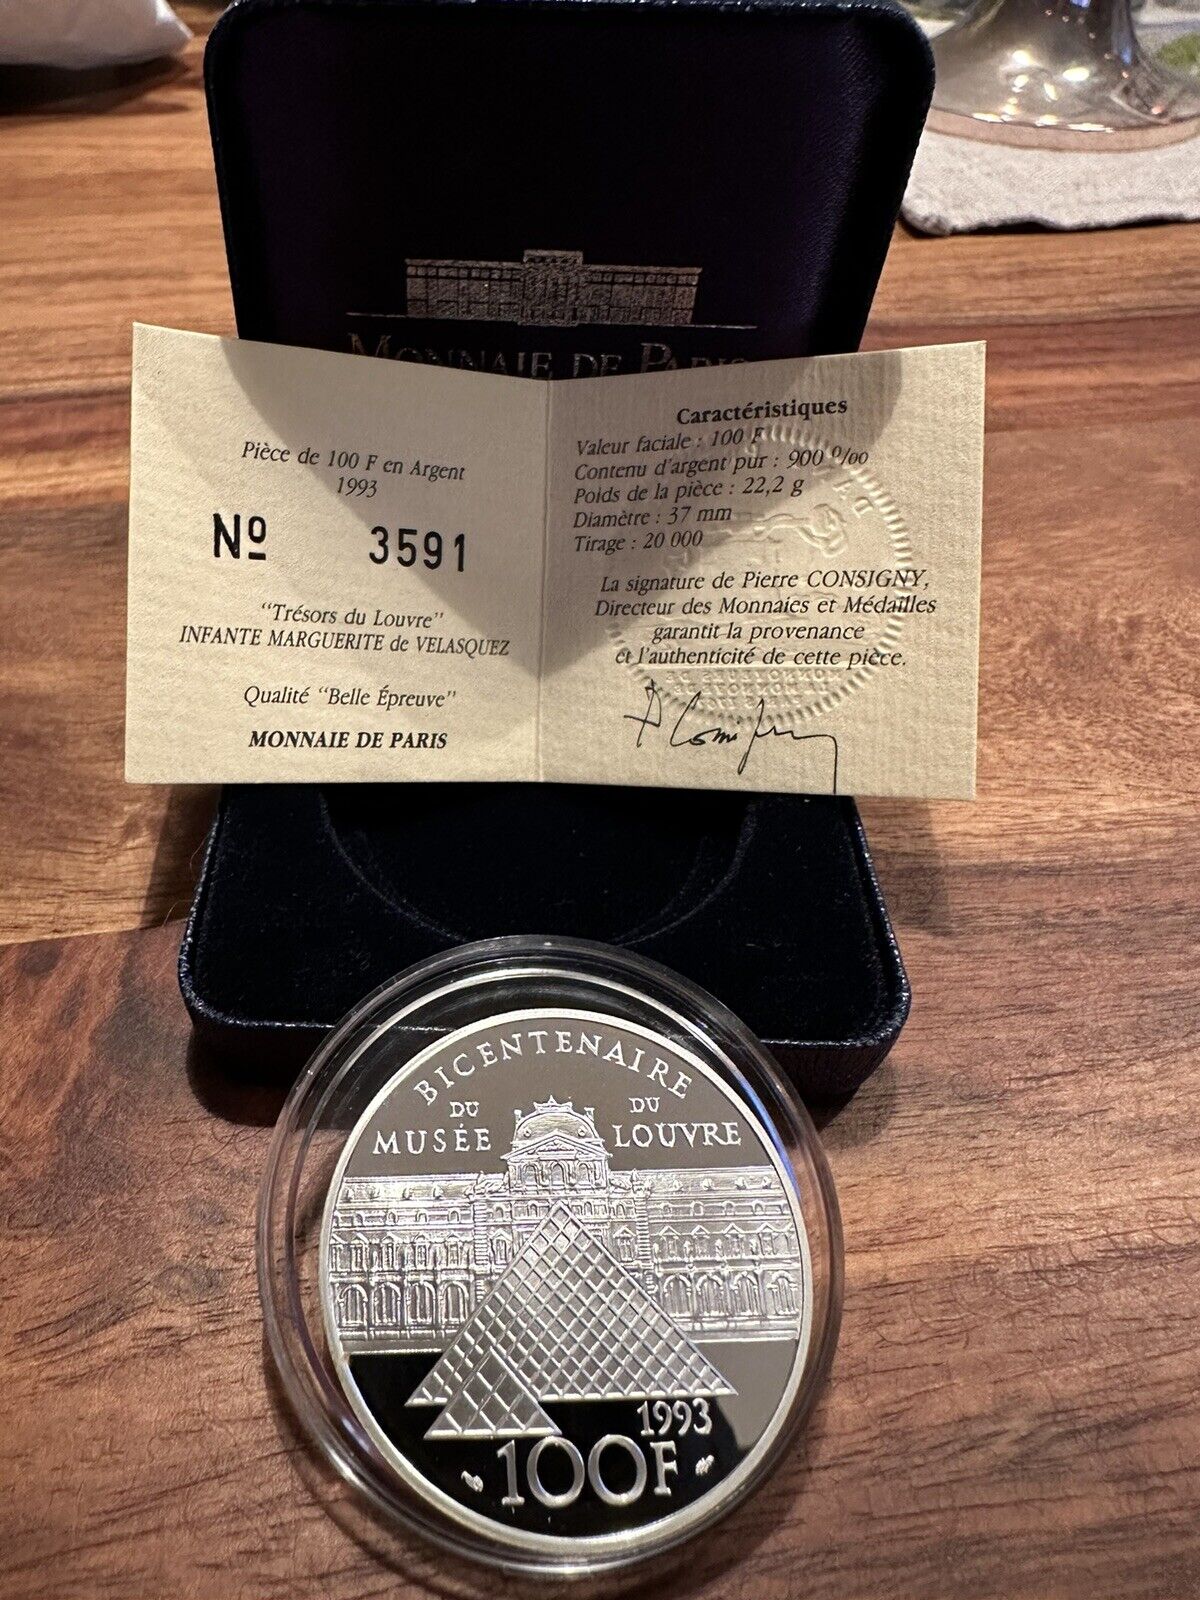 MONNAIE DE PARIS
Pièce de 100 F en Argent
1993
Nº 3591
"Trésors du Louvre"
INFANTE MARGUERITE de VELASQUEZ
Qualité "Belle Épreuve"
MONNAIE DE PARIS
Caractéristiques
Valeur faciale : 100 F
Contenu d'argent pur : 900 º/oo
Poids de la pièce : 22,2 g
Diamètre : 37 mm
Tirage : 20 000
La signature de Pierre CONSIGNY,
Directeur des Monnaies et Médailles
garantit la provenance
et l'authenticité de cette pièce.
BICENTENAIRE
DU DU
MUSÉE LOUVRE
1993
100F